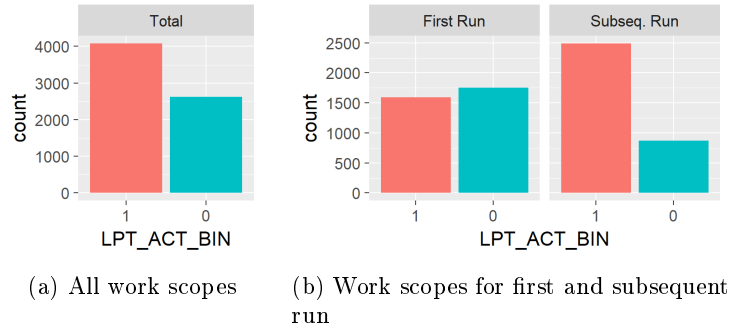 Total
4000
3000
2000
1000
0
count
1 0
LPT_ACT_BIN
(a) All work scopes
First Run Subseq. Run
2500
2000
1500
1000
500
0
count
1 0 1 0
LPT_ACT_BIN
(b) Work scopes for first and subsequent
run